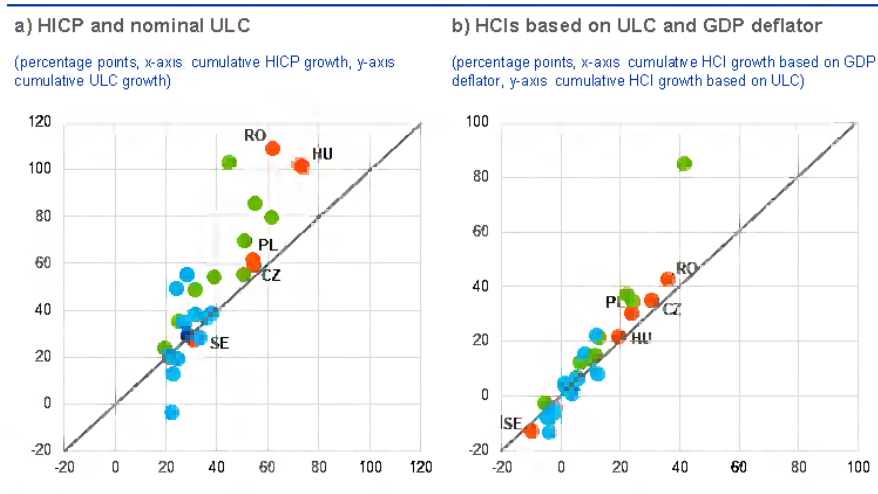 a) HICP and nominal ULC
(percentage points, x-axis cumulative HICP growth, y-axis
cumulative ULC growth)
120
100
80
60
40
20
0
-20
-20 0 20 40 60 80 100 120
RO
HU
PL
CZ
SE
b) HCIs based on ULC and GDP deflator
(percentage points, x-axis cumulative HCI growth based on GDP
deflator, y-axis cumulative HCI growth based on ULC)
100
80
60
40
20
0
-20
-20 0 20 40 60 80 100
RO
PL
CZ
HU
SE